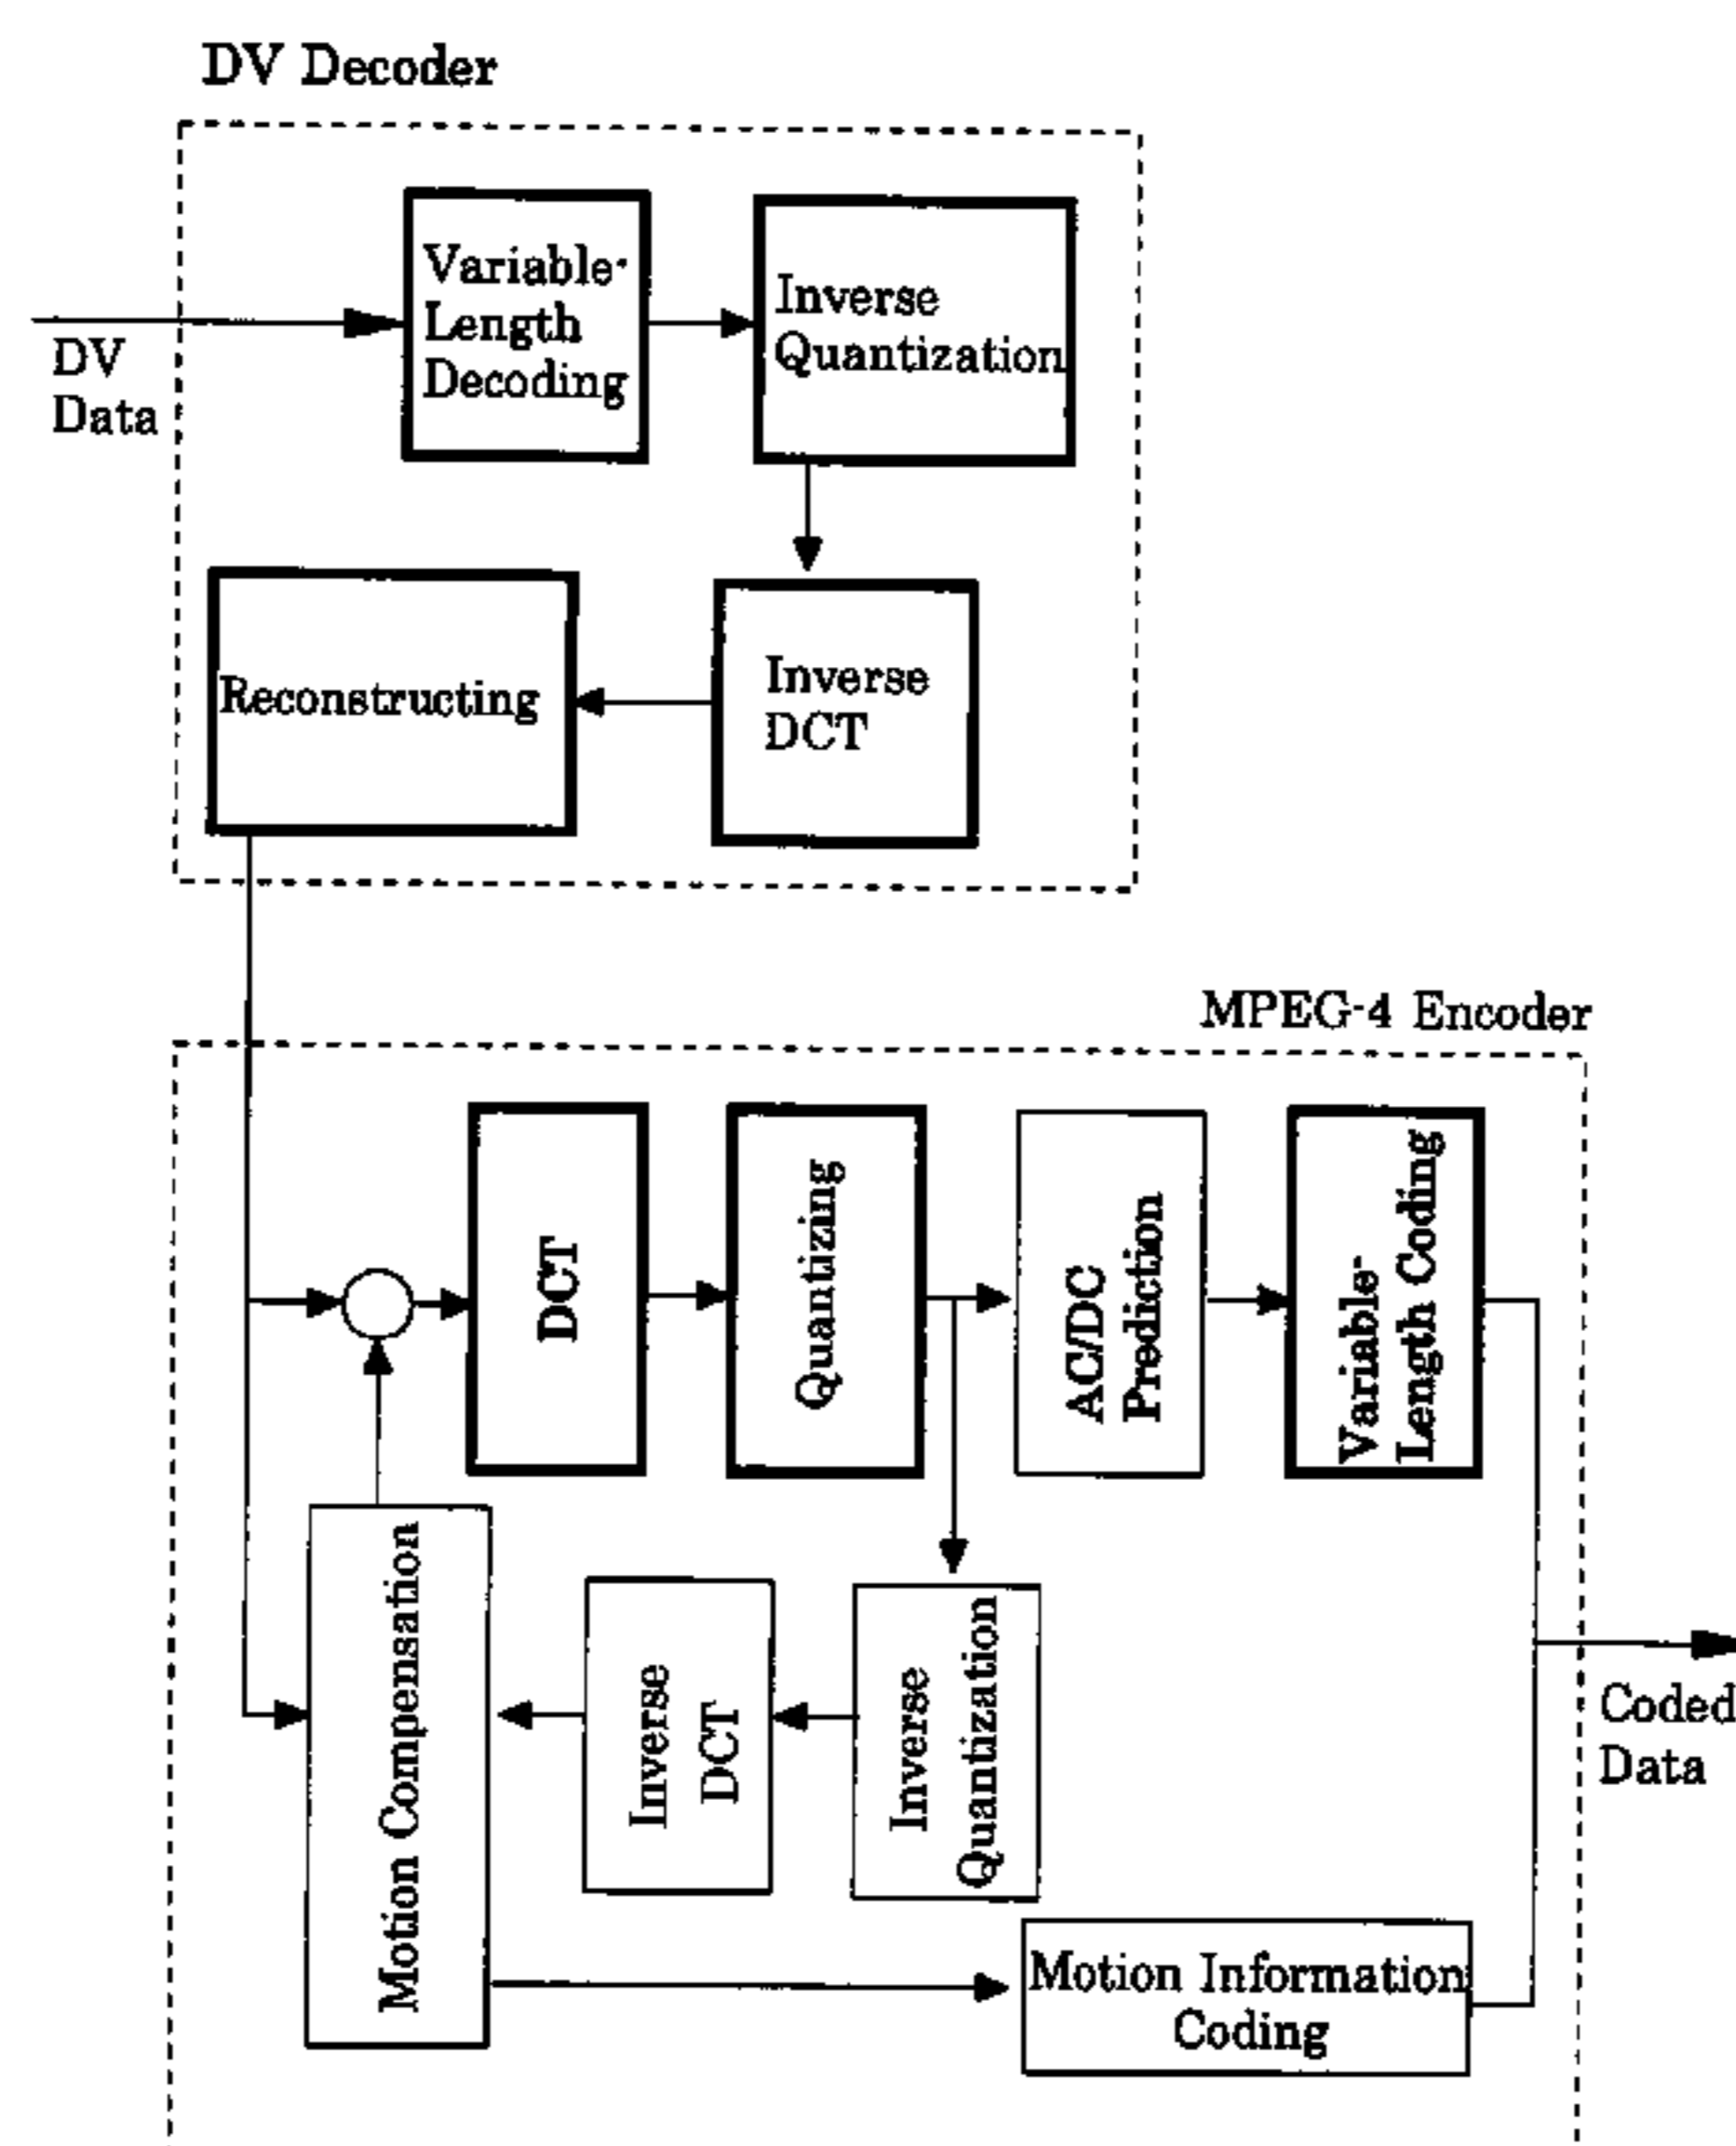 DV Decoder
Variable-
Length
Decoding
Inverse
Quantization
DV
Data
Reconstructing
Inverse
DCT
MPEG-4 Encoder
DCT
Quantizing
AC/DC
Prediction
Variable-
Length Coding
Motion Compensation
Inverse
DCT
Inverse
Quantization
Coded
Data
Motion Information
Coding